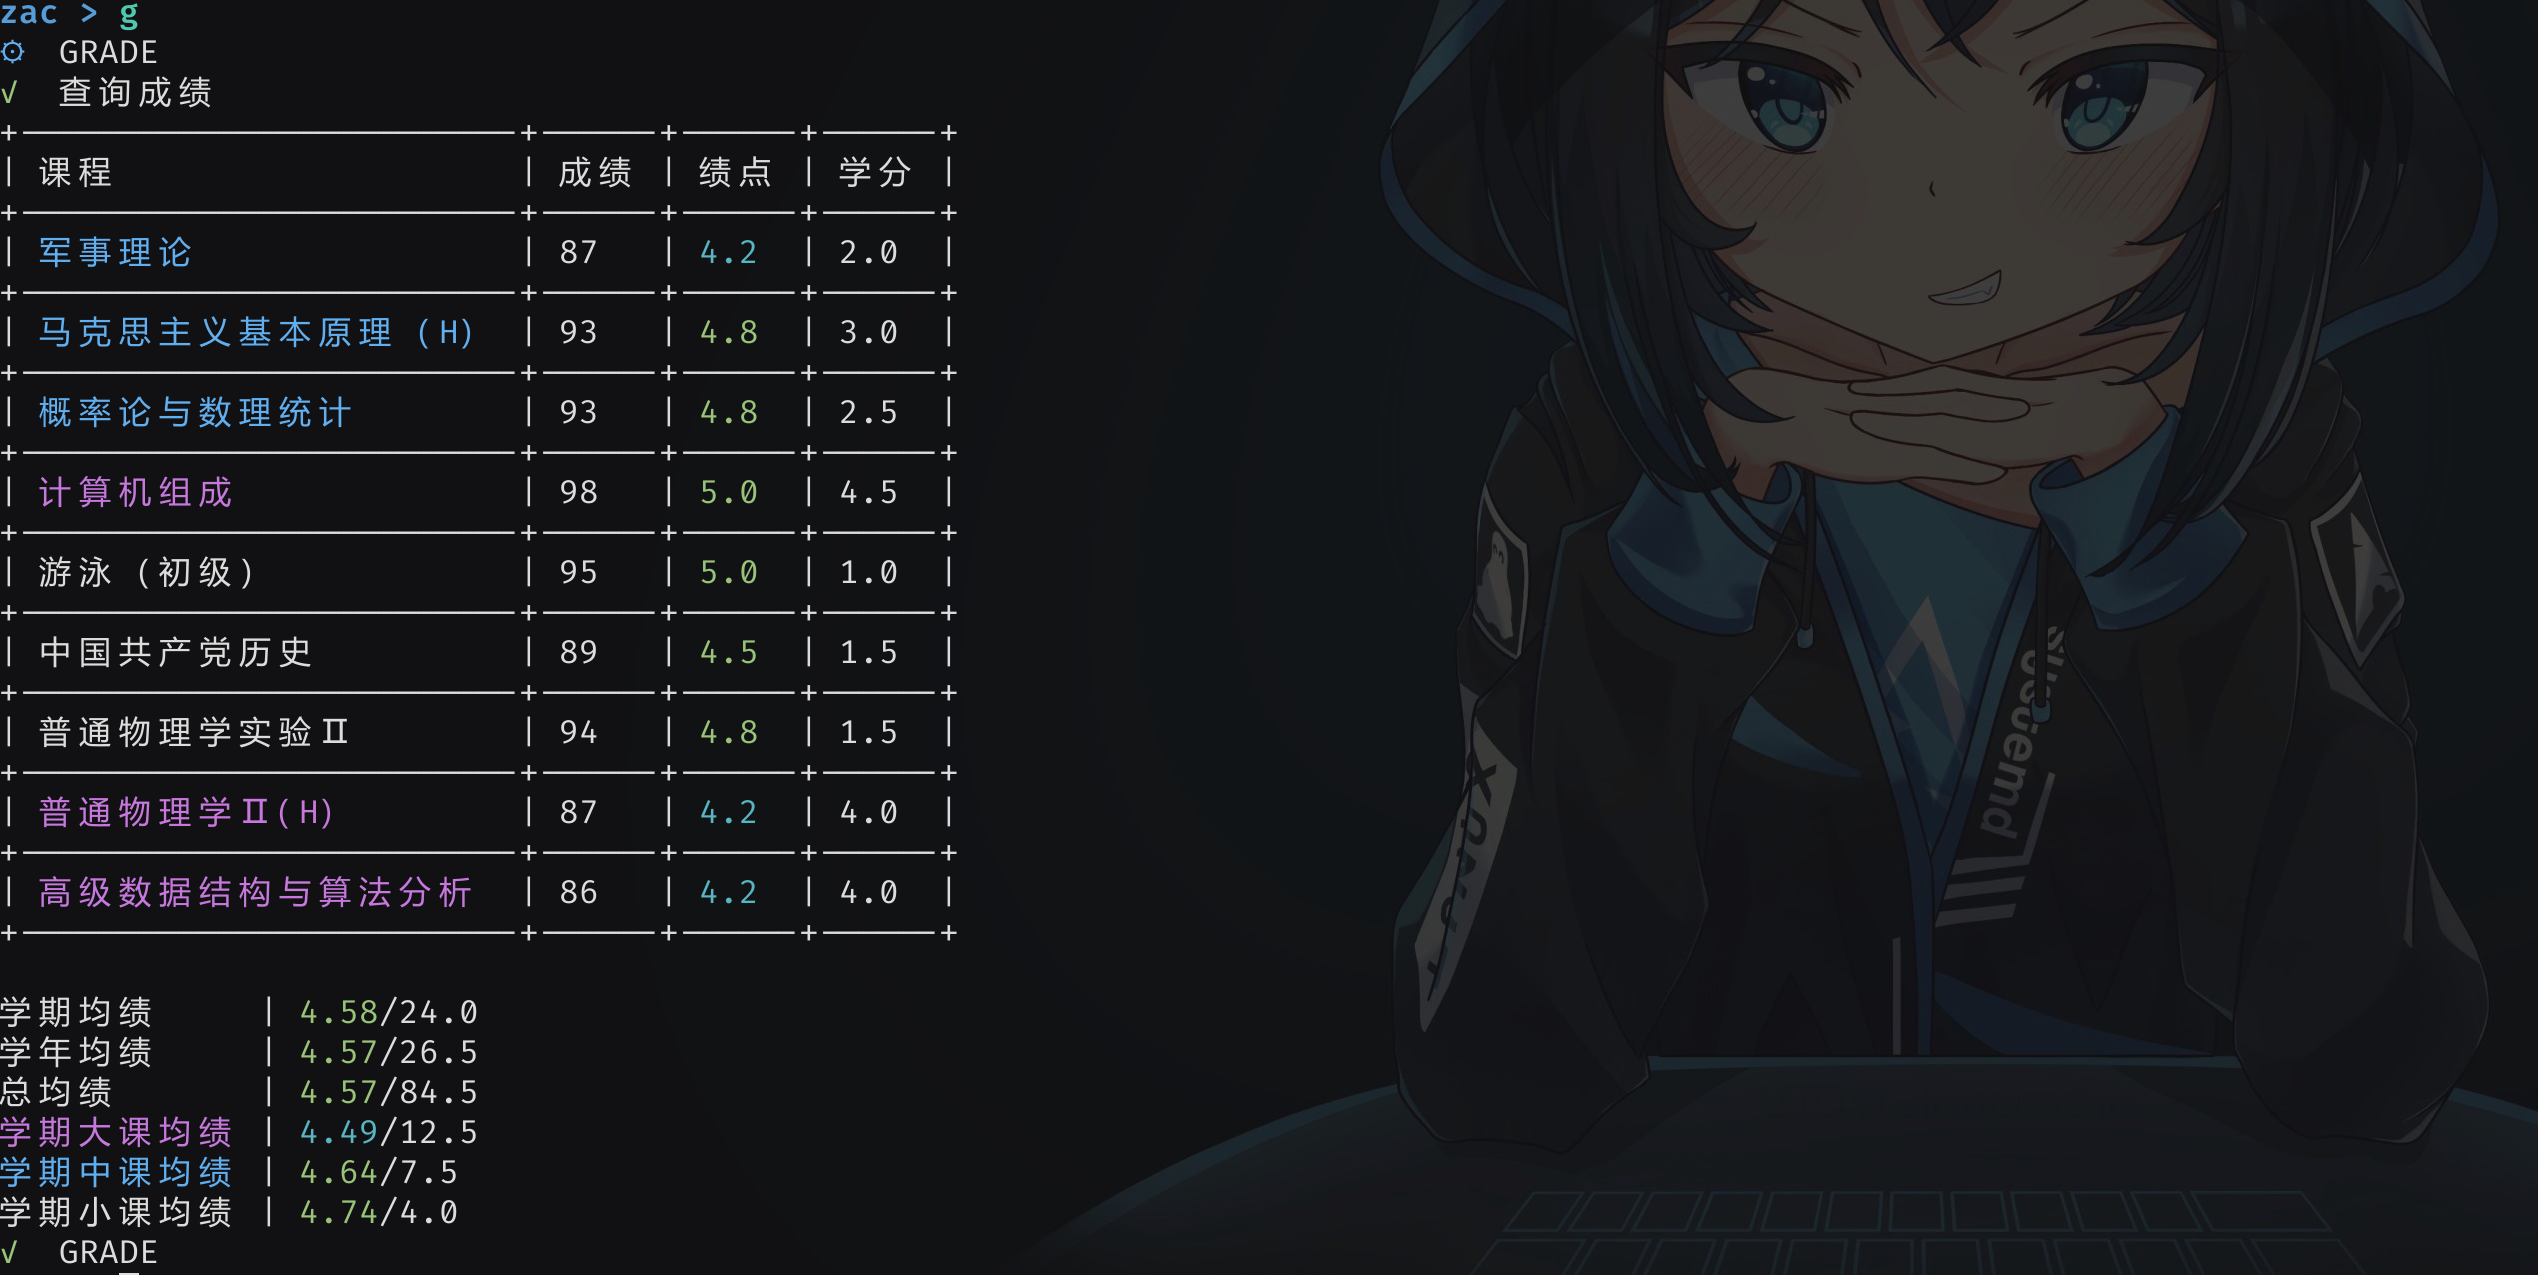 zac > g
⚙ GRADE
√ 查询成绩
| 课程 | 成绩 | 绩点 | 学分 |
| 军事理论 | 87 | 4.2 | 2.0 |
| 马克思主义基本原理（H) | 93 | 4.8 | 3.0 |
| 概率论与数理统计 | 93 | 4.8 | 2.5 |
| 计算机组成 | 98 | 5.0 | 4.5 |
| 游泳（初级） | 95 | 5.0 | 1.0 |
| 中国共产党历史 | 89 | 4.5 | 1.5 |
| 普通物理学实验Ⅱ | 94 | 4.8 | 1.5 |
| 普通物理学Ⅱ(H) | 87 | 4.2 | 4.0 |
| 高级数据结构与算法分析 | 86 | 4.2 | 4.0 |
学期均绩 | 4.58/24.0
学年均绩 | 4.57/26.5
总均绩 | 4.57/84.5
学期大课均绩 | 4.49/12.5
学期中课均绩 | 4.64/7.5
学期小课均绩 | 4.74/4.0
√ GRADE